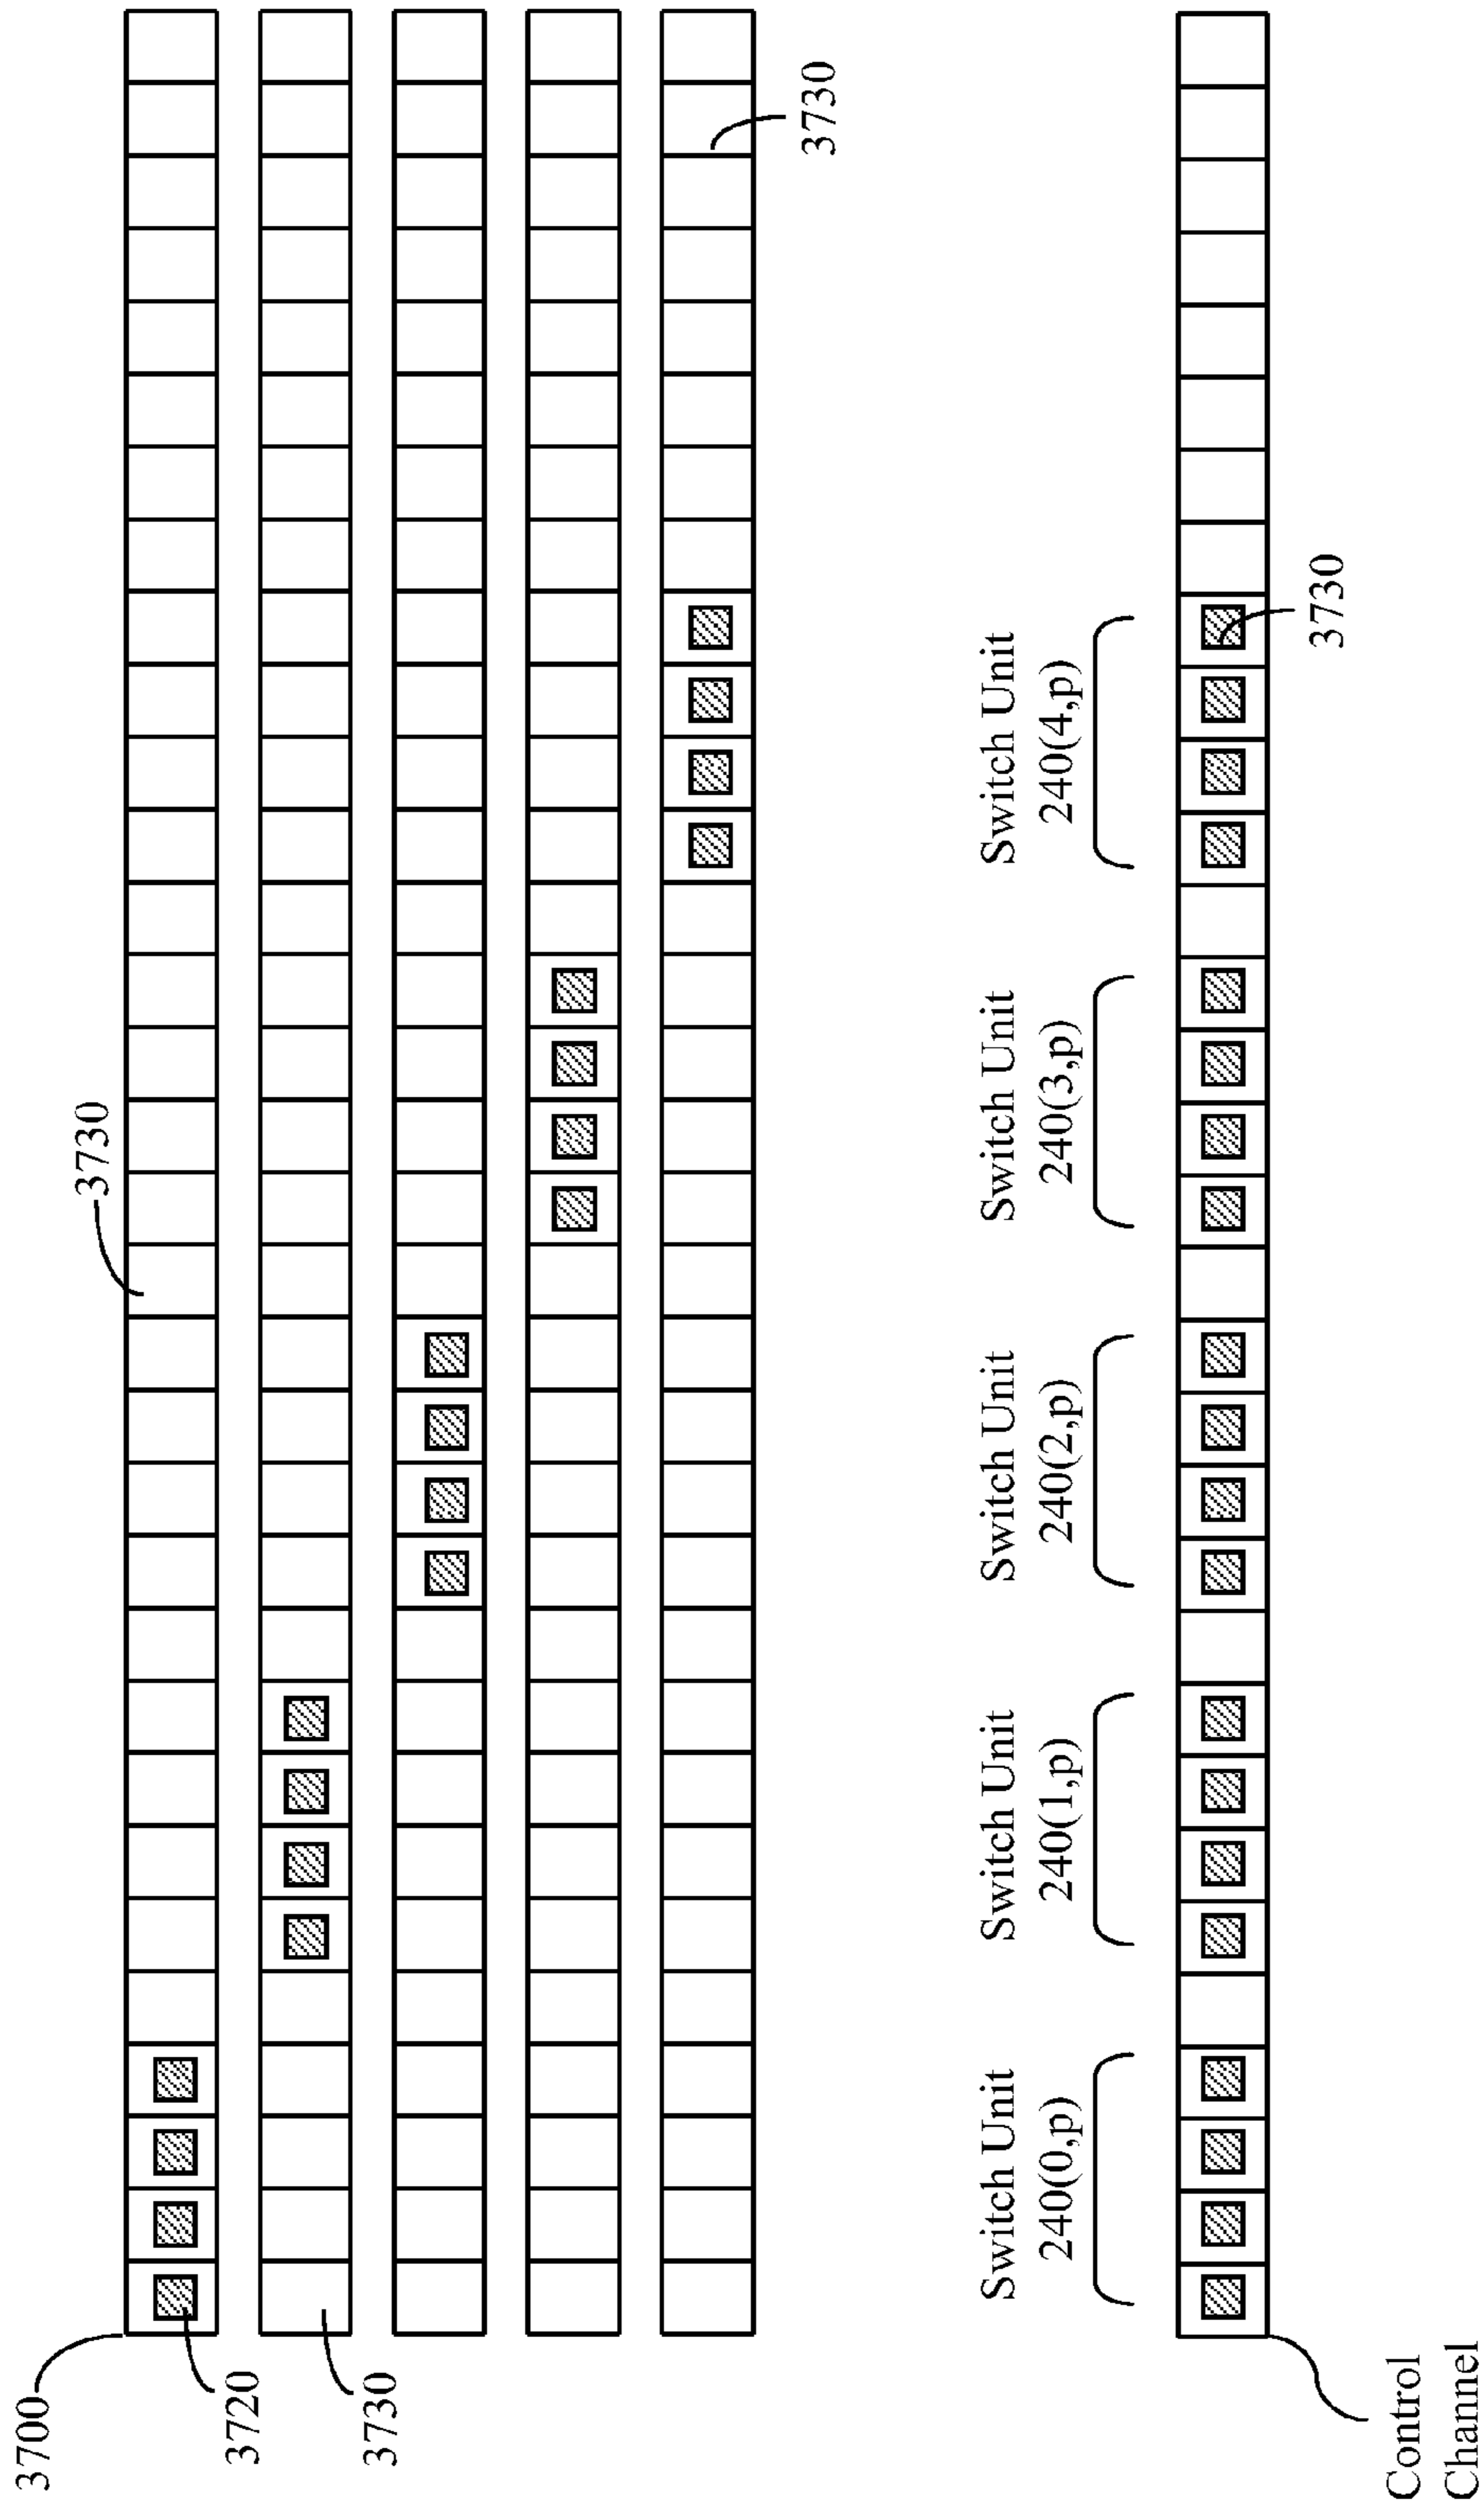 3700
3720
3730
3730
3730
Switch Unit
240(0,p)
Switch Unit
240(1,p)
Switch Unit
240(2,p)
Switch Unit
240(3,p)
Switch Unit
240(4,p)
3730
Control
Channel